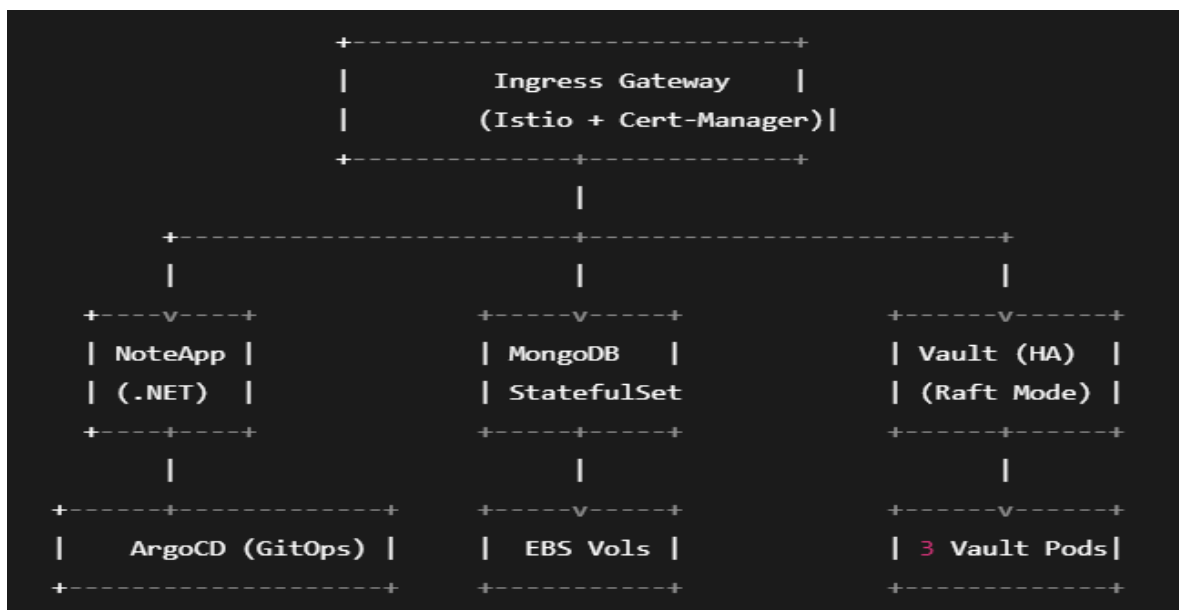 +-----------------------------+
|         Ingress Gateway    |
|        (Istio + Cert-Manager)|
+---------------+--------------+
|
+--------------------------+--------------------------+
|                         |                          |
+----v----+              +------v-----+             +------v------+
| NoteApp |              | MongoDB   |             | Vault (HA)  |
| (.NET)  |              | StatefulSet             | (Raft Mode) |
+----+----+              +-----+-----+             +------+------+
|                         |                          |
+------+-------------+     +-----v-----+             +------v------+
|    ArgoCD (GitOps) |     |  EBS Vols |             | 3 Vault Pods|
+--------------------+     +-----------+             +-------------+